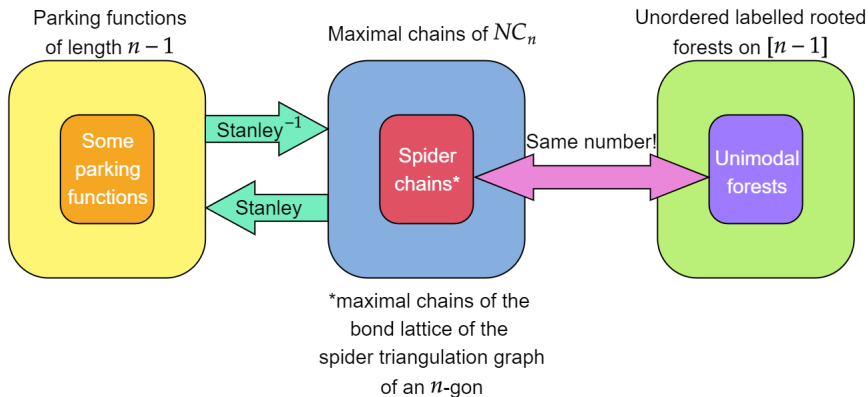 Parking functions
of length n − 1
Maximal chains of NCₙ
Unordered labelled rooted
forests on [n − 1]
Some
parking
functions
Stanley⁻¹
Stanley
Spider
chains*
Same number!
Unimodal
forests
*maximal chains of the
bond lattice of the
spider triangulation graph
of an n-gon